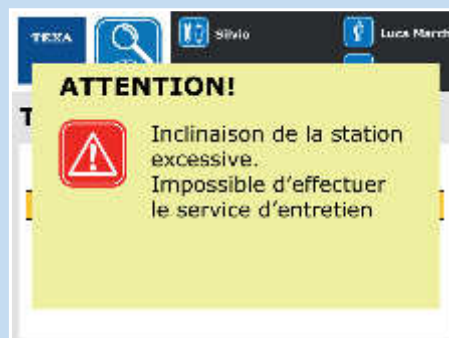 TEXA
Silvio
Luca March
ATTENTION!
T
Inclinaison de la station
excessive.
Impossible d'effectuer
le service d'entretien